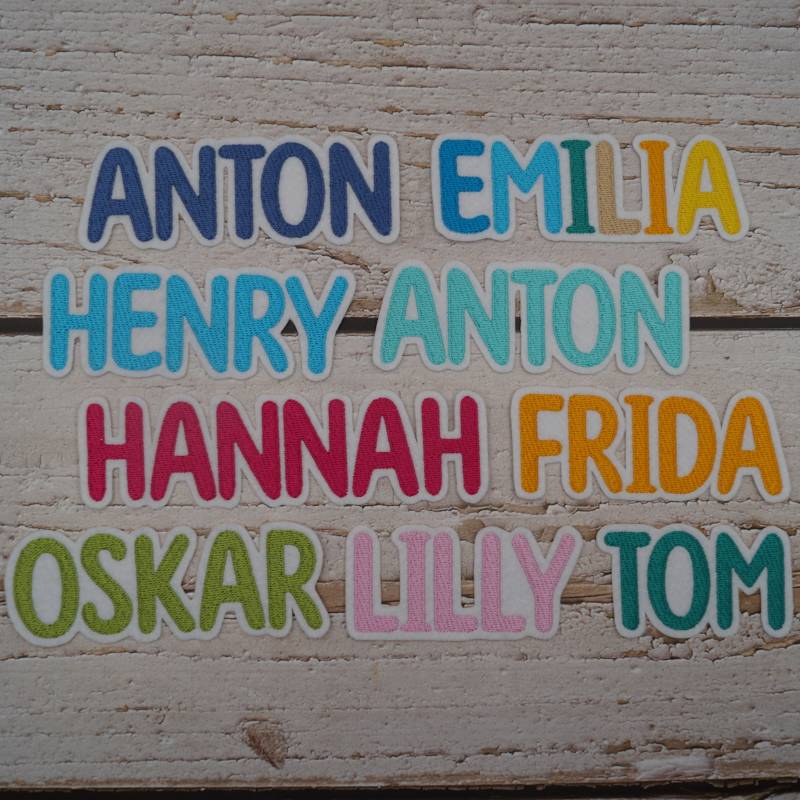 ANTON EMILIA
HENRY ANTON
HANNAH FRIDA
OSKAR LILLY TOM